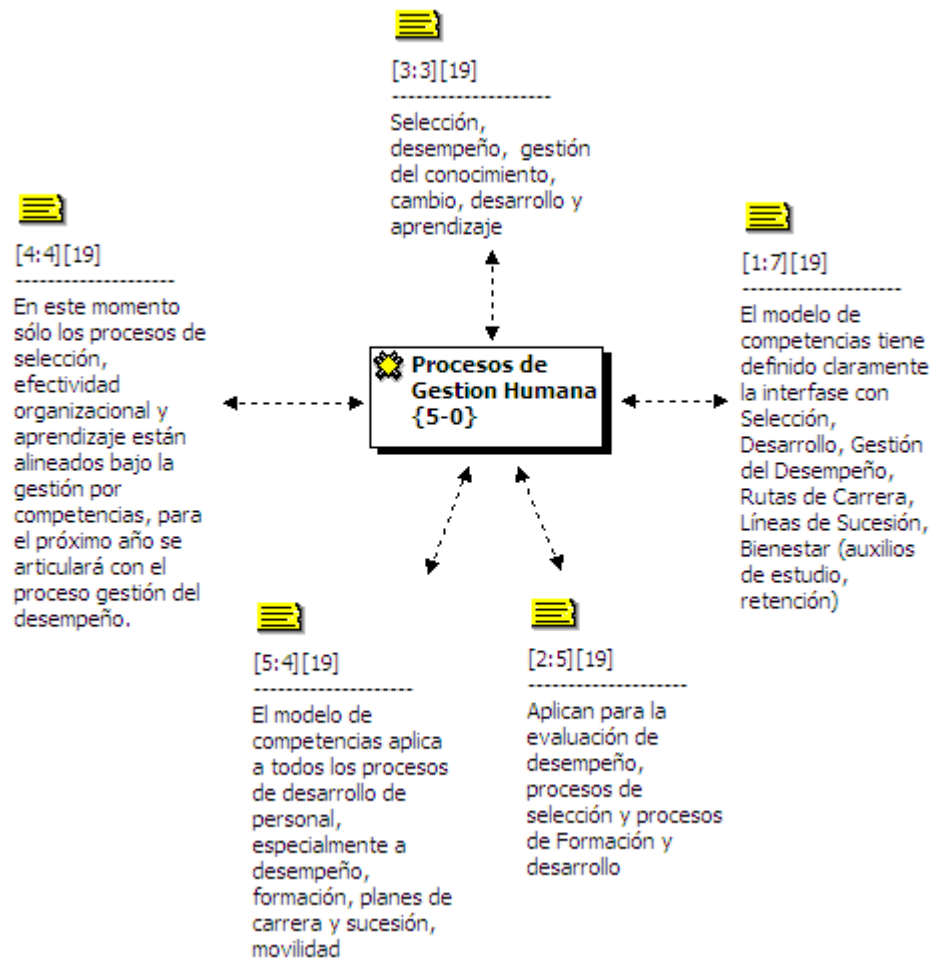 [3:3][19]
--------------------
Selección,
desempeño, gestión
del conocimiento,
cambio, desarrollo y
aprendizaje
[4:4][19]
--------------------
En este momento
sólo los procesos de
selección,
efectividad
organizacional y
aprendizaje están
alineados bajo la
gestión por
competencias, para
el próximo año se
articulará con el
proceso gestión del
desempeño.
Procesos de
Gestion Humana
{5-0}
[1:7][19]
--------------------
El modelo de
competencias tiene
definido claramente
la interfase con
Selección,
Desarrollo, Gestión
del Desempeño,
Rutas de Carrera,
Líneas de Sucesión,
Bienestar (auxilios
de estudio,
retención)
[5:4][19]
--------------------
El modelo de
competencias aplica
a todos los procesos
de desarrollo de
personal,
especialmente a
desempeño,
formación, planes de
carrera y sucesión,
movilidad
[2:5][19]
--------------------
Aplican para la
evaluación de
desempeño,
procesos de
selección y procesos
de Formación y
desarrollo